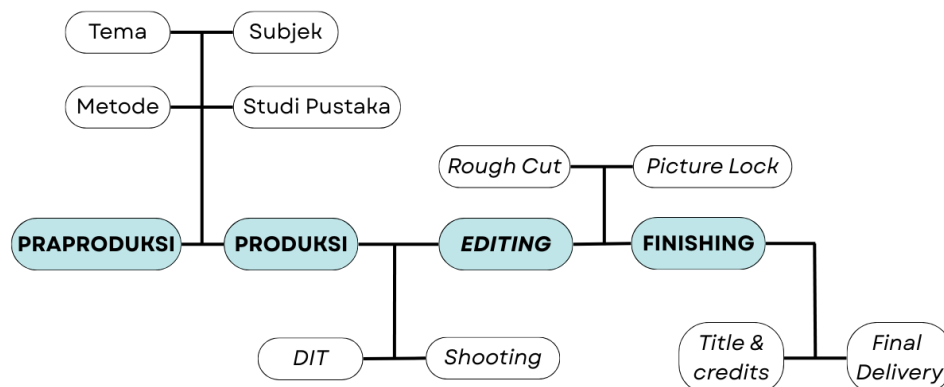 Tema
Subjek
Metode
Studi Pustaka
Rough Cut
Picture Lock
PRAPRODUKSI
PRODUKSI
EDITING
FINISHING
DIT
Shooting
Title &
credits
Final
Delivery